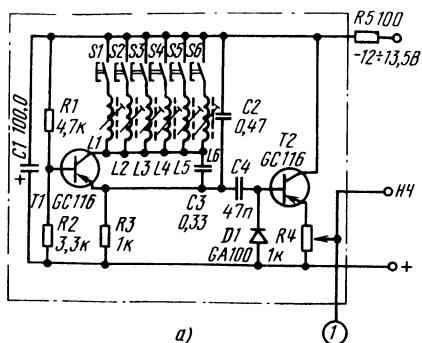 S1 S2 S3 S4 S5 S6
R5 100
-12÷13,5В
R1
4,7к
C1 100,0
+
L1
L2 L3 L4 L5
L6
C2
0,47
T2
GC116
C4
47п
T1
GC116
C3
0,33
НЧ
R2
3,3к
R3
1к
D1
GA100
R4
1к
+
1
а)